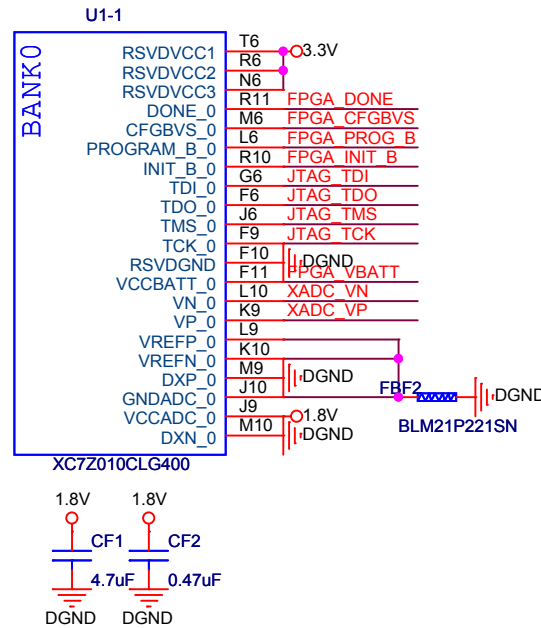 U1-1
BANK0
RSVDVCC1 T6 3.3V
RSVDVCC2 R6
RSVDVCC3 N6
DONE_0 R11 FPGA_DONE
CFGBVS_0 M6 FPGA_CFGBVS
PROGRAM_B_0 L6 FPGA_PROG_B
INIT_B_0 R10 FPGA_INIT_B
TDI_0 G6 JTAG_TDI
TDO_0 F6 JTAG_TDO
TMS_0 J6 JTAG_TMS
TCK_0 F9 JTAG_TCK
RSVDGND F10 DGND
VCCBATT_0 F11 FPGA_VBATT
VN_0 L10 XADC_VN
VP_0 K9 XADC_VP
VREFP_0 L9
VREFN_0 K10
DXP_0 M9 DGND
GNDADC_0 J10 FBF2 DGND
VCCADC_0 J9 1.8V
DXN_0 M10 DGND
BLM21P221SN
XC7Z010CLG400
1.8V 1.8V
CF1 CF2
4.7uF 0.47uF
DGND DGND